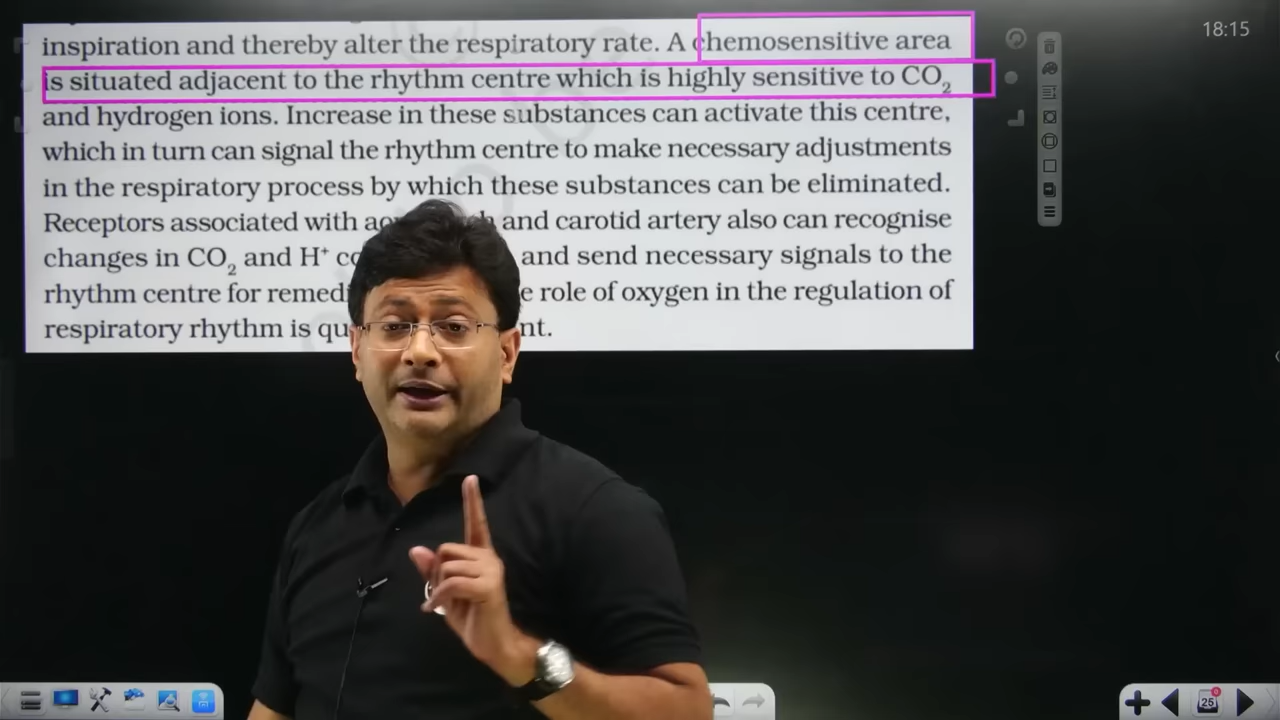 inspiration and thereby alter the respiratory rate. A chemosensitive area
is situated adjacent to the rhythm centre which is highly sensitive to CO₂
and hydrogen ions. Increase in these substances can activate this centre,
which in turn can signal the rhythm centre to make necessary adjustments
in the respiratory process by which these substances can be eliminated.
Receptors associated with and carotid artery also can recognise
changes in CO₂ and H⁺ and send necessary signals to the
rhythm centre for role of oxygen in the regulation of
respiratory rhythm is
18:15
25